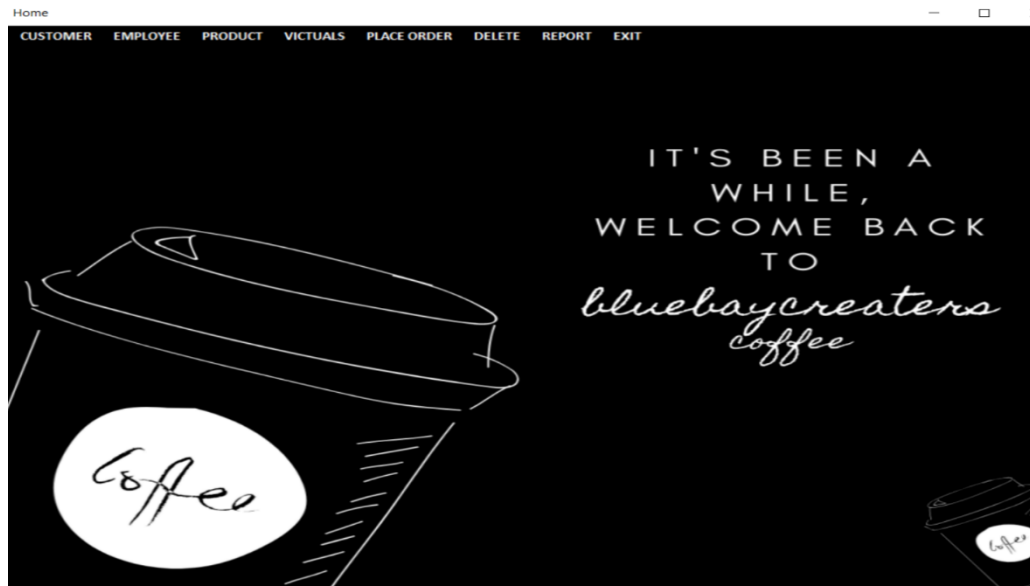 Home
CUSTOMER EMPLOYEE PRODUCT VICTUALS PLACE ORDER DELETE REPORT EXIT
IT'S BEEN A
WHILE,
WELCOME BACK
TO
bluebaycreaters
coffee
Coffee
Coffee